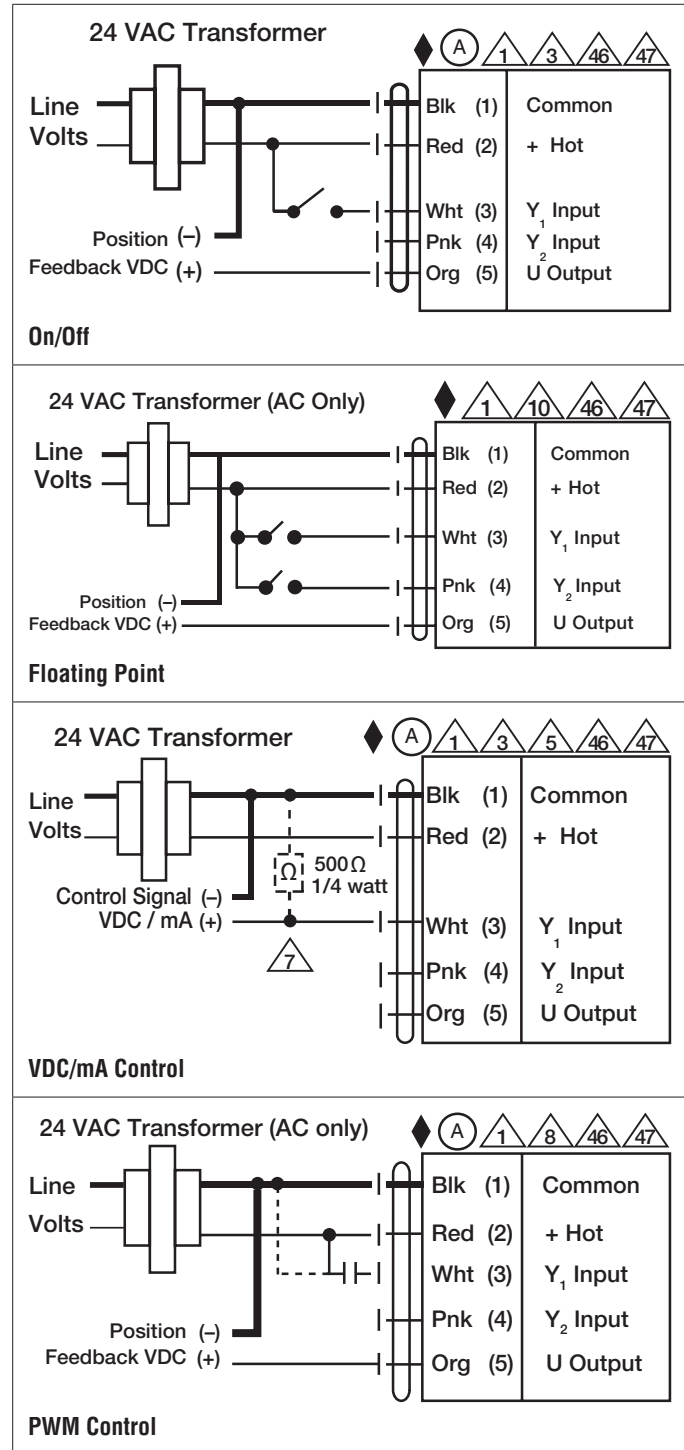 24 VAC Transformer
A 1 3 46 47
Line
Volts
Blk (1) Common
Red (2) + Hot
Wht (3) Y1 Input
Position (–)
Pnk (4) Y2 Input
Feedback VDC (+)
Org (5) U Output
On/Off
24 VAC Transformer (AC Only)
1 10 46 47
Line
Volts
Blk (1) Common
Red (2) + Hot
Wht (3) Y1 Input
Pnk (4) Y2 Input
Position (–)
Feedback VDC (+)
Org (5) U Output
Floating Point
24 VAC Transformer
A 1 3 5 46 47
Line
Volts
Blk (1) Common
Red (2) + Hot
Ω 500Ω
1/4 watt
Control Signal (–)
VDC / mA (+)
Wht (3) Y1 Input
7
Pnk (4) Y2 Input
Org (5) U Output
VDC/mA Control
24 VAC Transformer (AC only)
A 1 8 46 47
Line
Volts
Blk (1) Common
Red (2) + Hot
Wht (3) Y1 Input
Pnk (4) Y2 Input
Position (–)
Feedback VDC (+)
Org (5) U Output
PWM Control